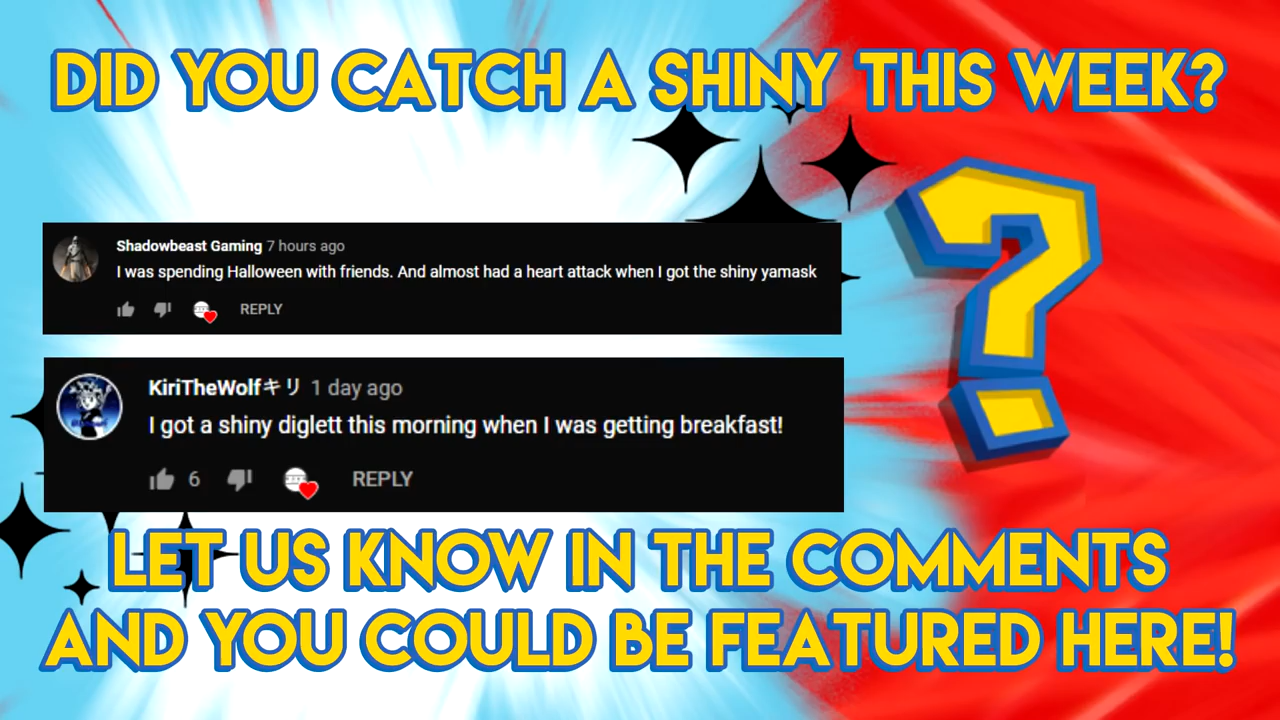 DID YOU CATCH A SHINY THIS WEEK?
?
Shadowbeast Gaming 7 hours ago
I was spending Halloween with friends. And almost had a heart attack when I got the shiny yamask
REPLY
KiriTheWolfキリ 1 day ago
I got a shiny diglett this morning when I was getting breakfast!
6 REPLY
LET US KNOW IN THE COMMENTS
AND YOU COULD BE FEATURED HERE!